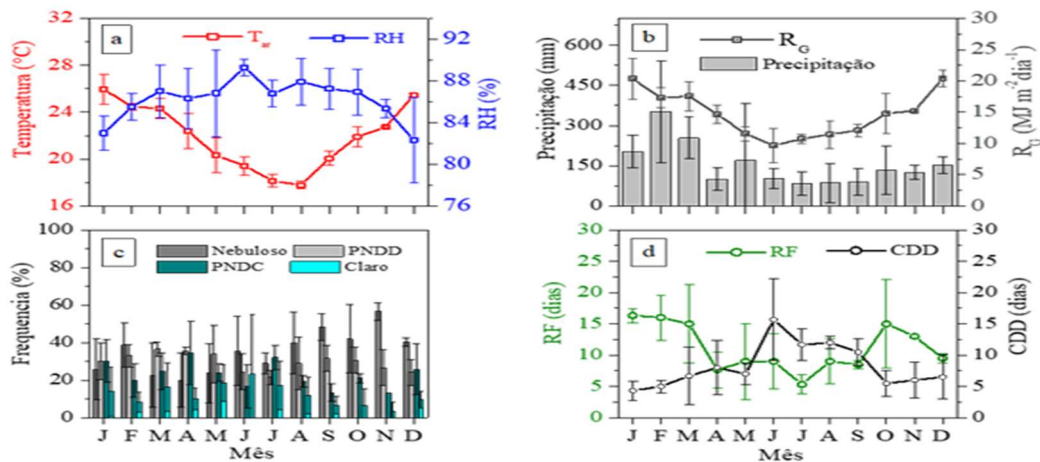 a
T_ar
RH
Temperatura (°C)
32
28
24
20
16
RH (%)
92
88
84
80
76
b
R_G
Precipitação
Precipitação (mm)
600
450
300
150
0
R_G (MJ m⁻² dia⁻¹)
30
25
20
15
10
5
0
c
Nebuloso
PNDD
PNDC
Claro
Frequencia (%)
100
80
60
40
20
0
J F M A M J J A S O N D
Mês
d
RF
CDD
RF (dias)
30
25
20
15
10
5
0
CDD (dias)
30
25
20
15
10
5
0
J F M A M J J A S O N D
Mês